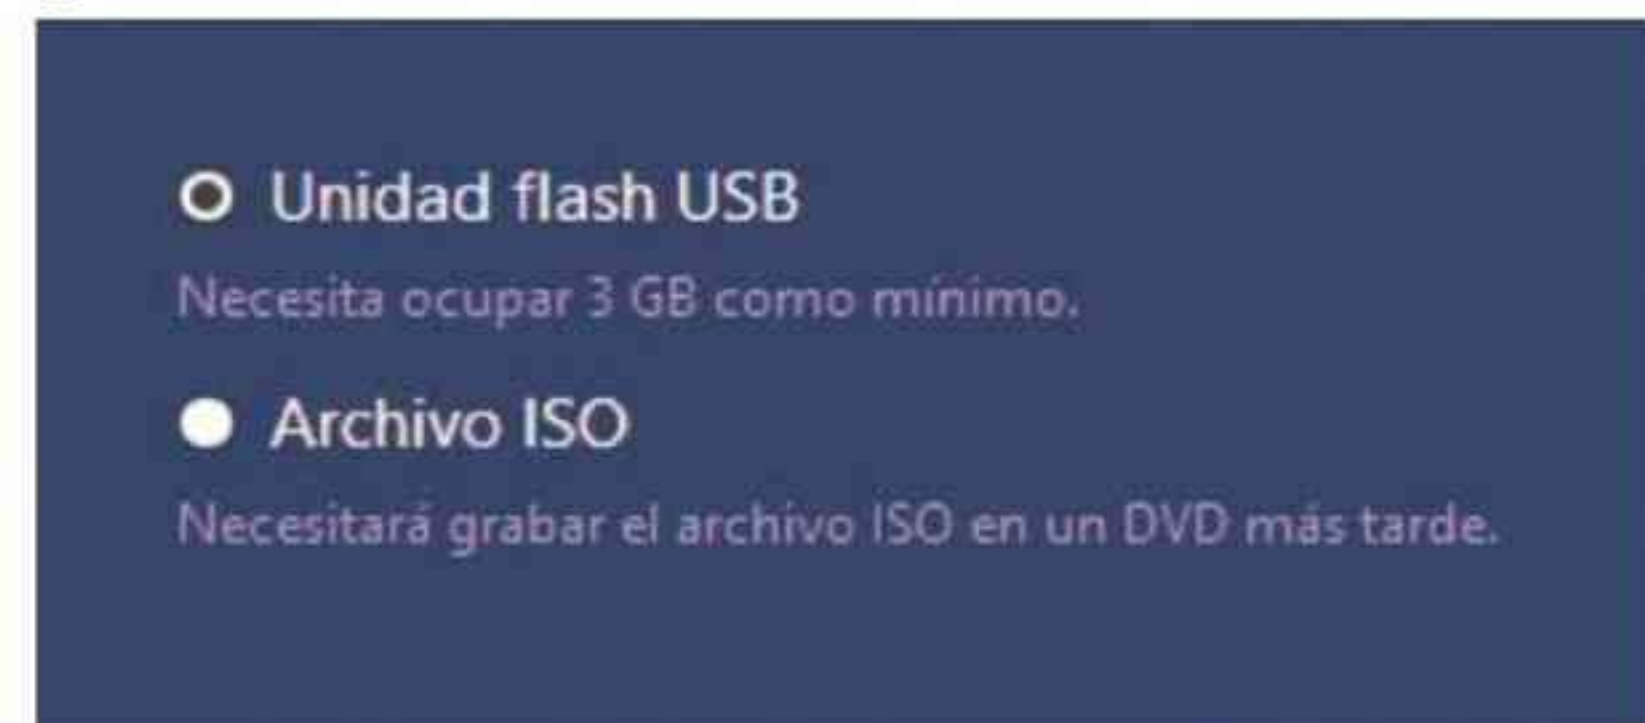 Unidad flash USB
Necesita ocupar 3 GB como mínimo.
Archivo ISO
Necesitará grabar el archivo ISO en un DVD más tarde.